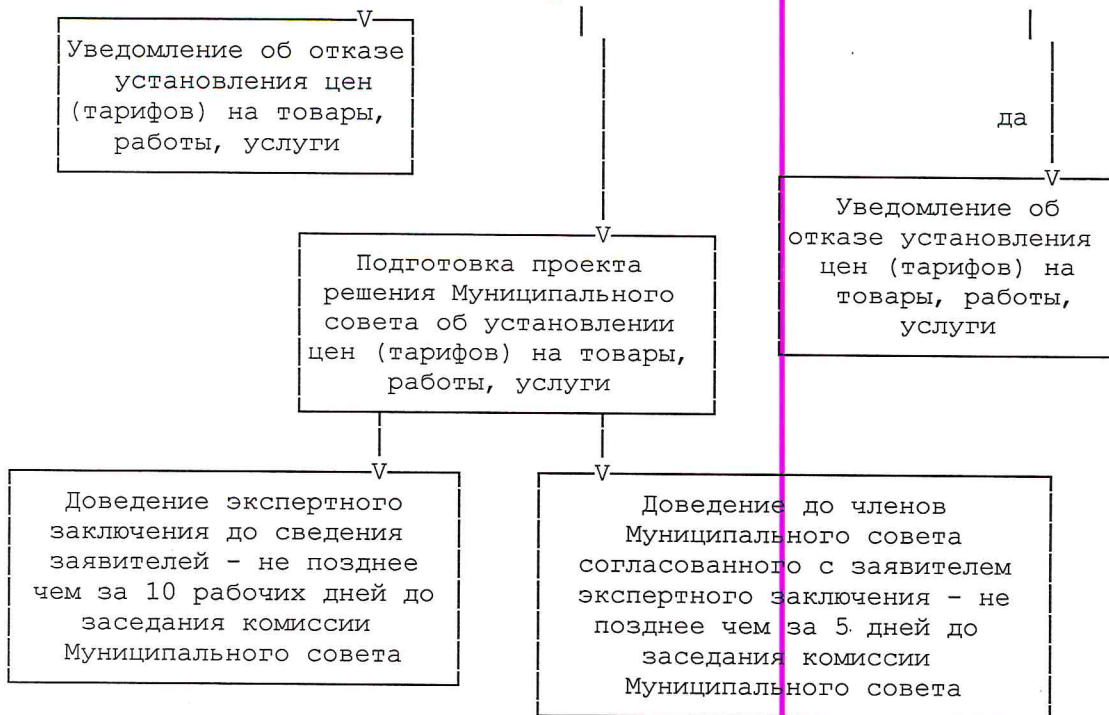 Уведомление об отказе
установления цен
(тарифов) на товары,
работы, услуги
да
Уведомление об
отказе установления
цен (тарифов) на
товары, работы,
услуги
Подготовка проекта
решения Муниципального
совета об установлении
цен (тарифов) на товары,
работы, услуги
Доведение экспертного
заключения до сведения
заявителей - не позднее
чем за 10 рабочих дней до
заседания комиссии
Муниципального совета
Доведение до членов
Муниципального совета
согласованного с заявителем
экспертного заключения - не
позднее чем за 5 дней до
заседания комиссии
Муниципального совета